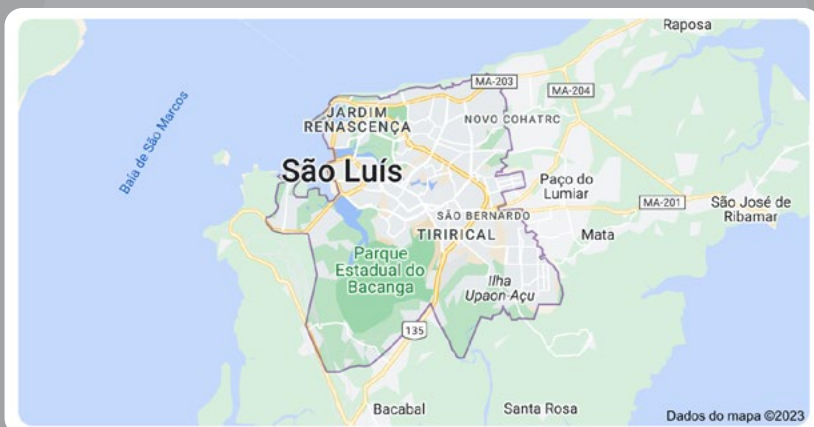 Raposa
MA-203
MA-204
JARDIM
RENASCENÇA
NOVO COHATRC
Baía de São Marcos
São Luís
Paço do
Lumiar
SÃO BERNARDO
MA-201
São José de
Ribamar
TIRIRICAL
Mata
Parque
Estadual do
Bacanga
Ilha
Upaon-Açu
135
Bacabal
Santa Rosa
Dados do mapa ©2023